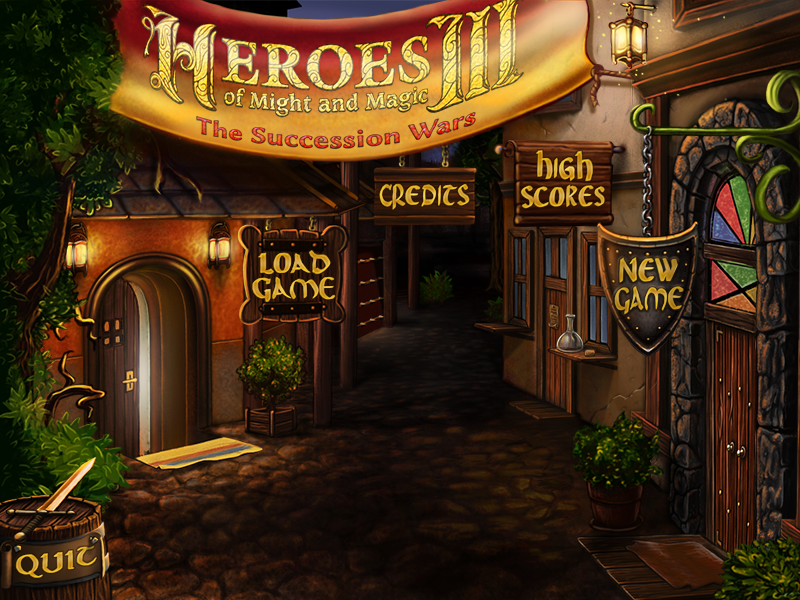 HEROES III
of Might and Magic
The Succession Wars
CREDITS
HIGH
SCORES
LOAD
GAME
NEW
GAME
QUIT